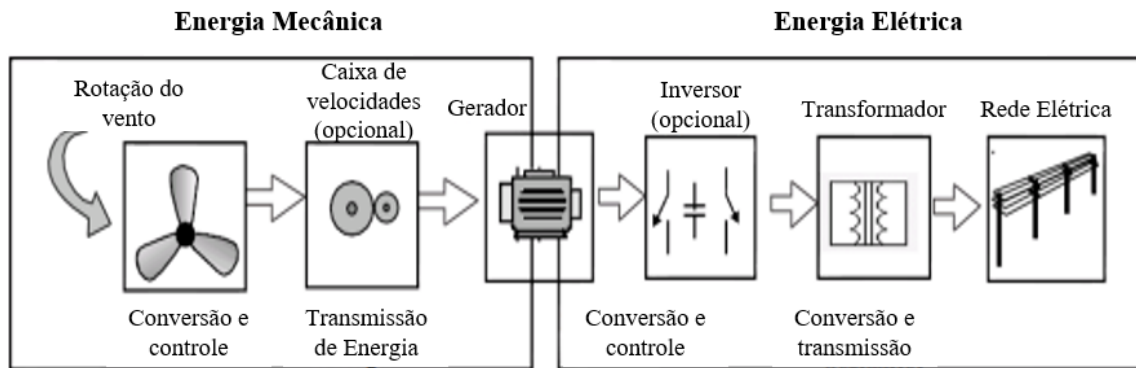 Energia Mecânica
Energia Elétrica
Rotação do
vento
Caixa de
velocidades
(opcional)
Gerador
Inversor
(opcional)
Transformador
Rede Elétrica
Conversão e
controle
Transmissão
de Energia
Conversão e
controle
Conversão e
transmissão